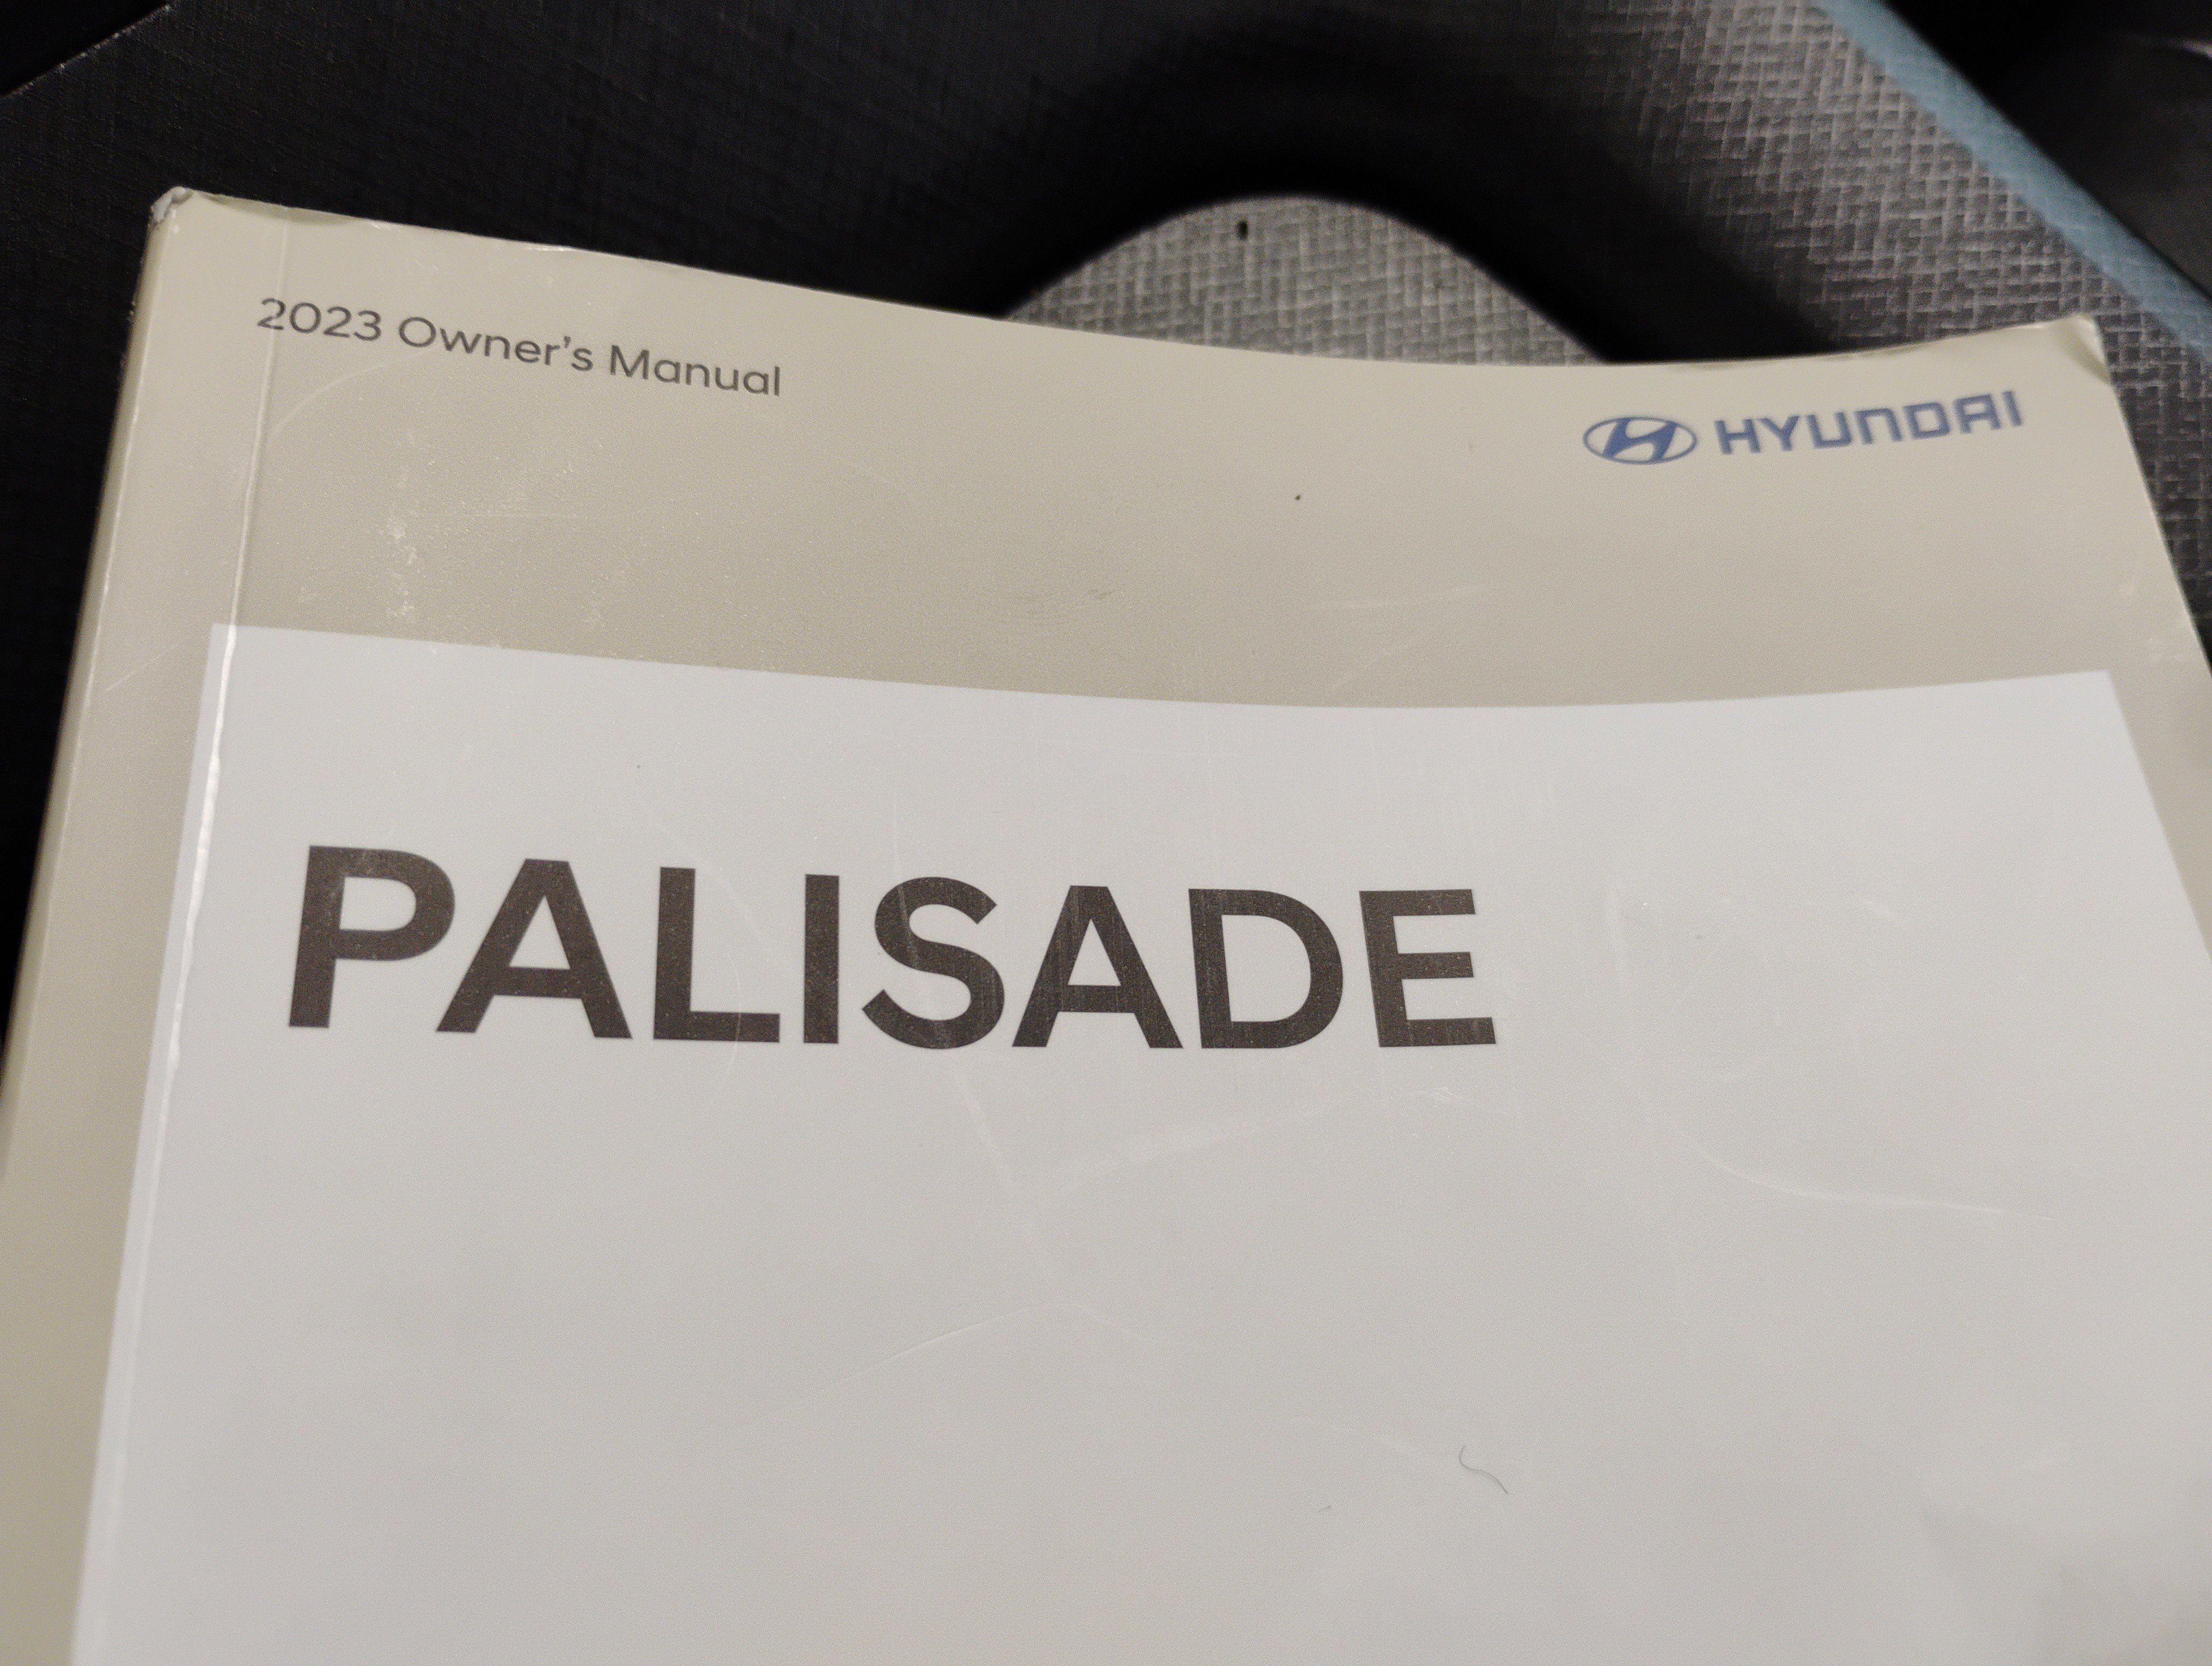 2023 Owner's Manual
HYUNDAI
PALISADE